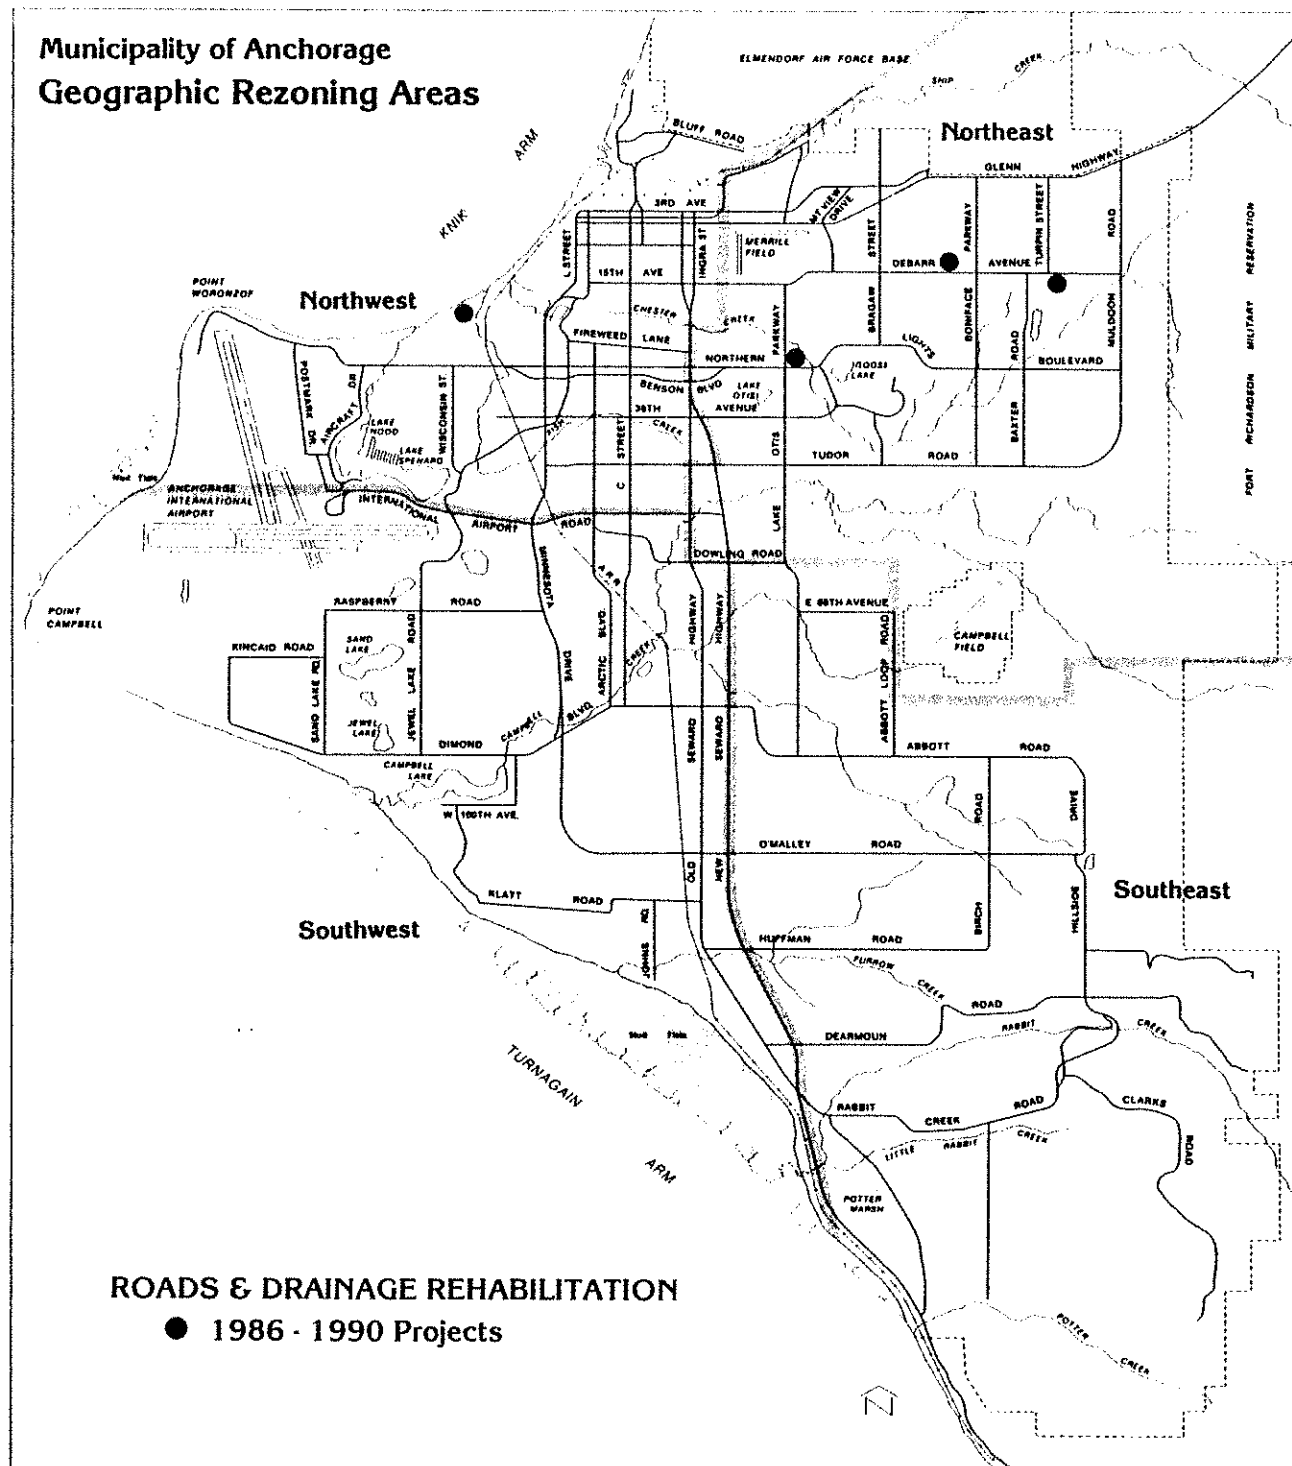 Municipality of Anchorage
Geographic Rezoning Areas
ELMENDORF AIR FORCE BASE
SHIP
CREEK
KNIK
ARM
BLUFF ROAD
Northeast
GLENN
HIGHWAY
3RD AVE
MT VIEW
DRIVE
L STREET
INGRA ST
MERRILL
FIELD
STREET
BRAGAW
DEBARR
AVENUE
PARKWAY
BONIFACE
TURPIN STREET
ROAD
MULDOON
FORT RICHARDSON MILITARY RESERVATION
15TH AVE
POINT
WORONZOF
Northwest
CHESTER
CREEK
FIREWEED LANE
NORTHERN
LIGHTS
BOULEVARD
PARKWAY
BENSON BLVD
LAKE
OTIS
MOOSE
LAKE
ROAD
BAXTER
36TH
AVENUE
POSTMARK DR.
AIRCRAFT
RD
LAKE
HOOD
LAKE
SPENARD
WISCONSIN ST.
FISH
CREEK
C STREET
OTIS
LAKE
TUDOR
ROAD
Mud Flats
ANCHORAGE
INTERNATIONAL
AIRPORT
INTERNATIONAL
AIRPORT
ROAD
DOWLING ROAD
MINNESOTA
DRIVE
A.R.R.
ARCTIC BLVD.
POINT
CAMPBELL
RASPBERRY
ROAD
E 68TH AVENUE
CAMPBELL
FIELD
KINCAID ROAD
SAND
LAKE
SAND LAKE RD.
JEWEL LAKE ROAD
JEWEL
LAKE
CREEK
HIGHWAY
HIGHWAY
ABBOTT LOOP ROAD
DIMOND
BLVD.
CAMPBELL
CAMPBELL
LAKE
SEWARD
SEWARD
ABBOTT
ROAD
W. 100TH AVE.
ROAD
DRIVE
O'MALLEY
ROAD
OLD
NEW
KLATT
ROAD
Southwest
JOHNS RD.
BIRCH
HILLSIDE
Southeast
HUFFMAN
ROAD
FURROW
CREEK
ROAD
DEARMOUN
RABBIT
CREEK
Mud Flats
TURNAGAIN
ARM
RABBIT
CREEK
ROAD
CLARKS
ROAD
LITTLE RABBIT CREEK
POTTER
MARSH
ROADS & DRAINAGE REHABILITATION
1986 - 1990 Projects
POTTER
CREEK
N